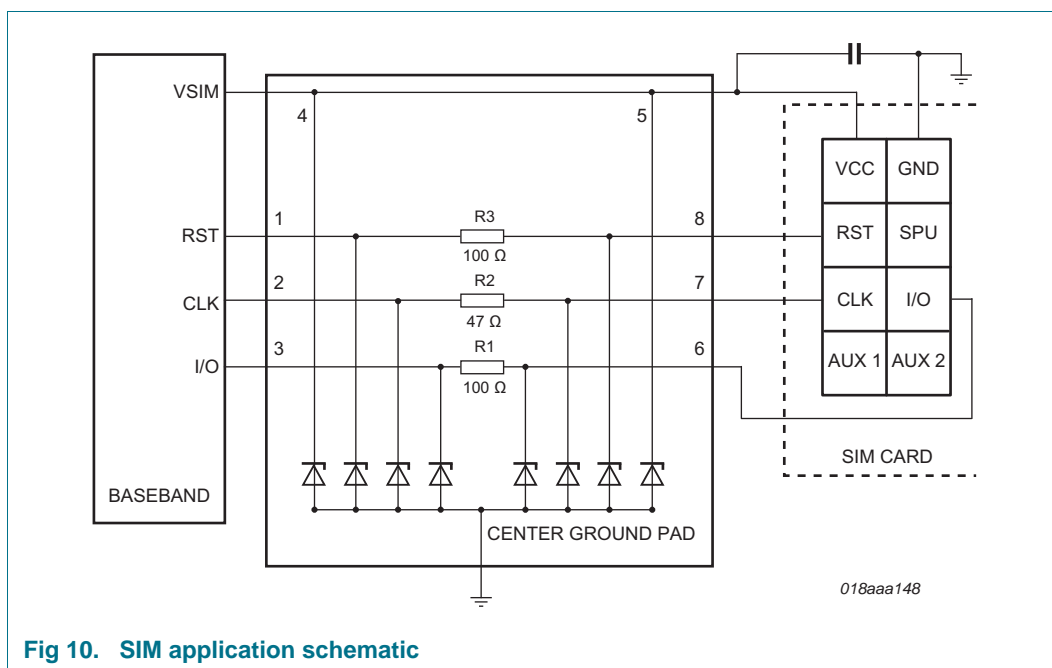 VSIM
4
5
VCC
GND
1
R3
8
RST
RST
SPU
100 Ω
2
R2
7
CLK
CLK
I/O
47 Ω
3
R1
6
I/O
AUX 1
AUX 2
100 Ω
SIM CARD
BASEBAND
CENTER GROUND PAD
018aaa148
Fig 10. SIM application schematic